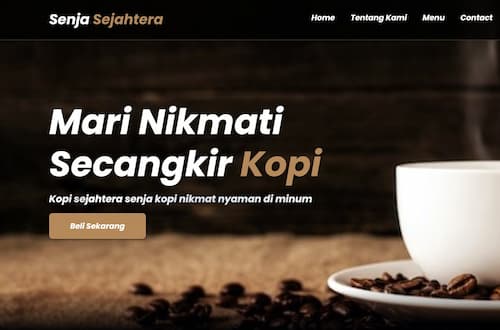 Senja Sejahtera
Home Tentang Kami Menu Contact
Mari Nikmati
Secangkir Kopi
Kopi sejahtera senja kopi nikmat nyaman di minum
Beli Sekarang